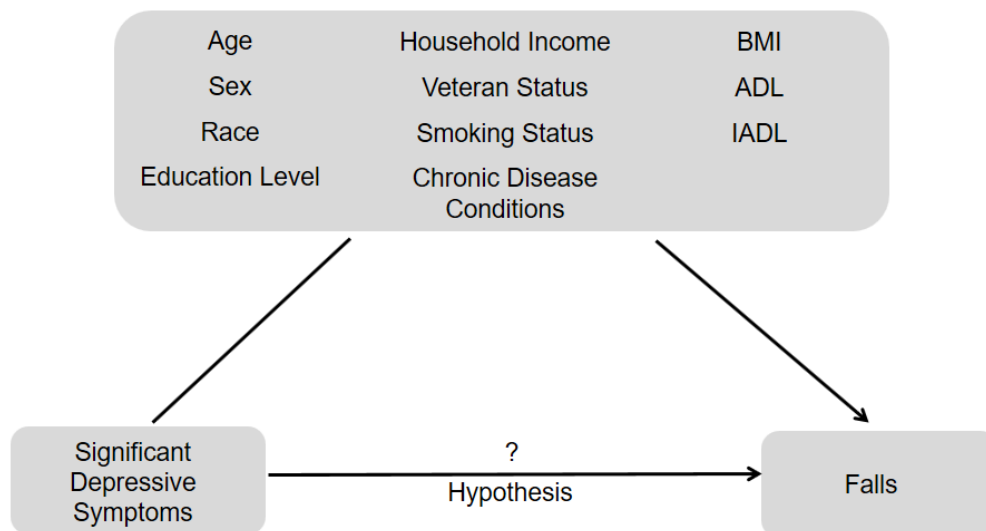 Age
Sex
Race
Education Level
Household Income
Veteran Status
Smoking Status
Chronic Disease
Conditions
BMI
ADL
IADL
Significant
Depressive
Symptoms
?
Hypothesis
Falls